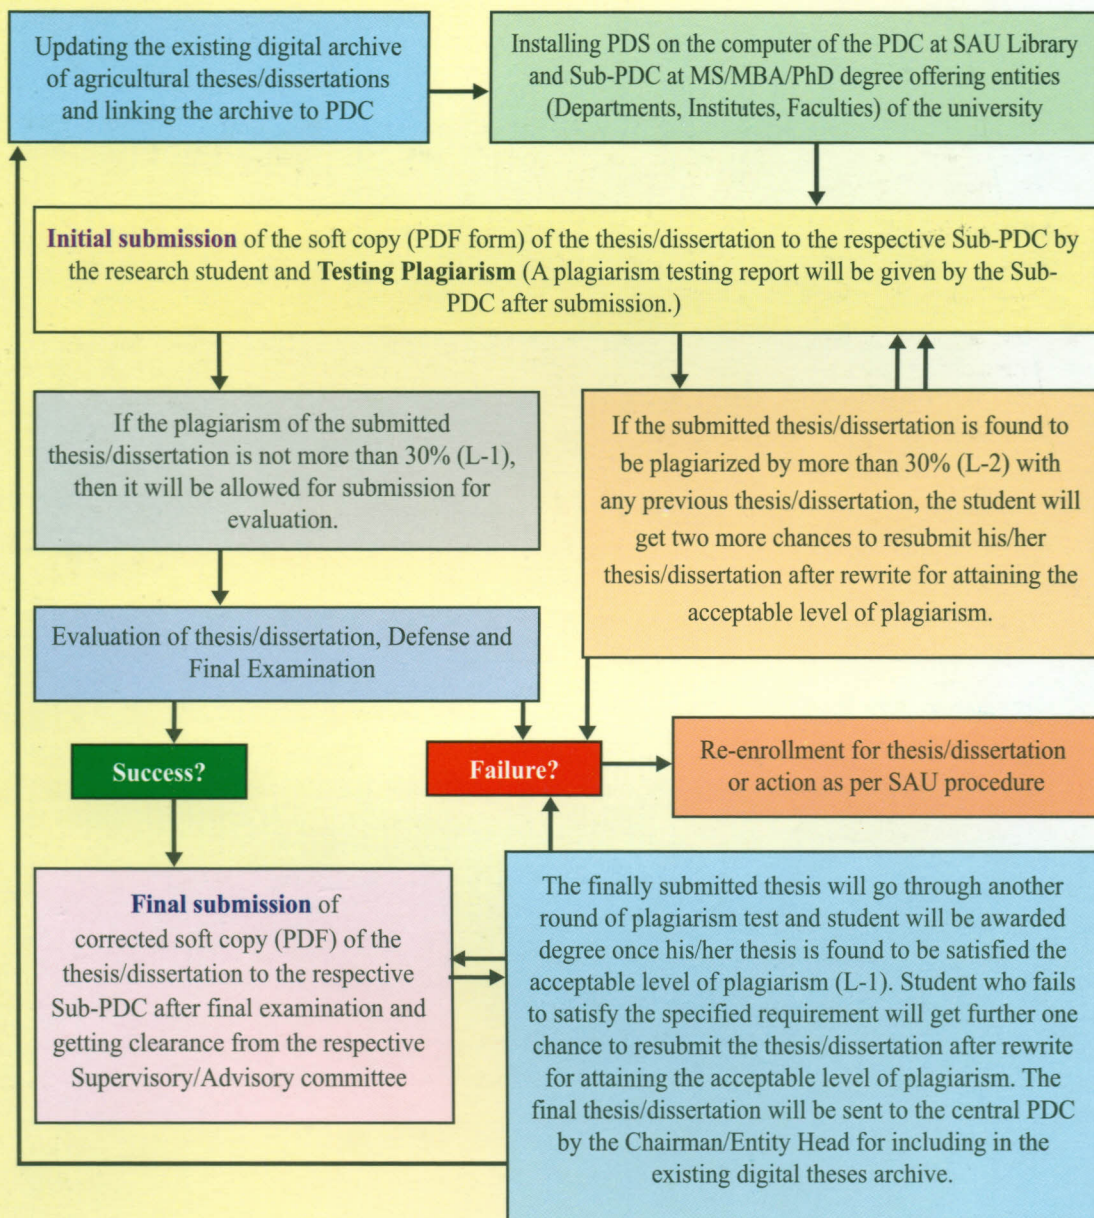 Updating the existing digital archive
of agricultural theses/dissertations
and linking the archive to PDC
Installing PDS on the computer of the PDC at SAU Library
and Sub-PDC at MS/MBA/PhD degree offering entities
(Departments, Institutes, Faculties) of the university
Initial submission of the soft copy (PDF form) of the thesis/dissertation to the respective Sub-PDC by
the research student and Testing Plagiarism (A plagiarism testing report will be given by the Sub-
PDC after submission.)
If the plagiarism of the submitted
thesis/dissertation is not more than 30% (L-1),
then it will be allowed for submission for
evaluation.
If the submitted thesis/dissertation is found to
be plagiarized by more than 30% (L-2) with
any previous thesis/dissertation, the student will
get two more chances to resubmit his/her
thesis/dissertation after rewrite for attaining the
acceptable level of plagiarism.
Evaluation of thesis/dissertation, Defense and
Final Examination
Success?
Failure?
Re-enrollment for thesis/dissertation
or action as per SAU procedure
Final submission of
corrected soft copy (PDF) of the
thesis/dissertation to the respective
Sub-PDC after final examination and
getting clearance from the respective
Supervisory/Advisory committee
The finally submitted thesis will go through another
round of plagiarism test and student will be awarded
degree once his/her thesis is found to be satisfied the
acceptable level of plagiarism (L-1). Student who fails
to satisfy the specified requirement will get further one
chance to resubmit the thesis/dissertation after rewrite
for attaining the acceptable level of plagiarism. The
final thesis/dissertation will be sent to the central PDC
by the Chairman/Entity Head for including in the
existing digital theses archive.